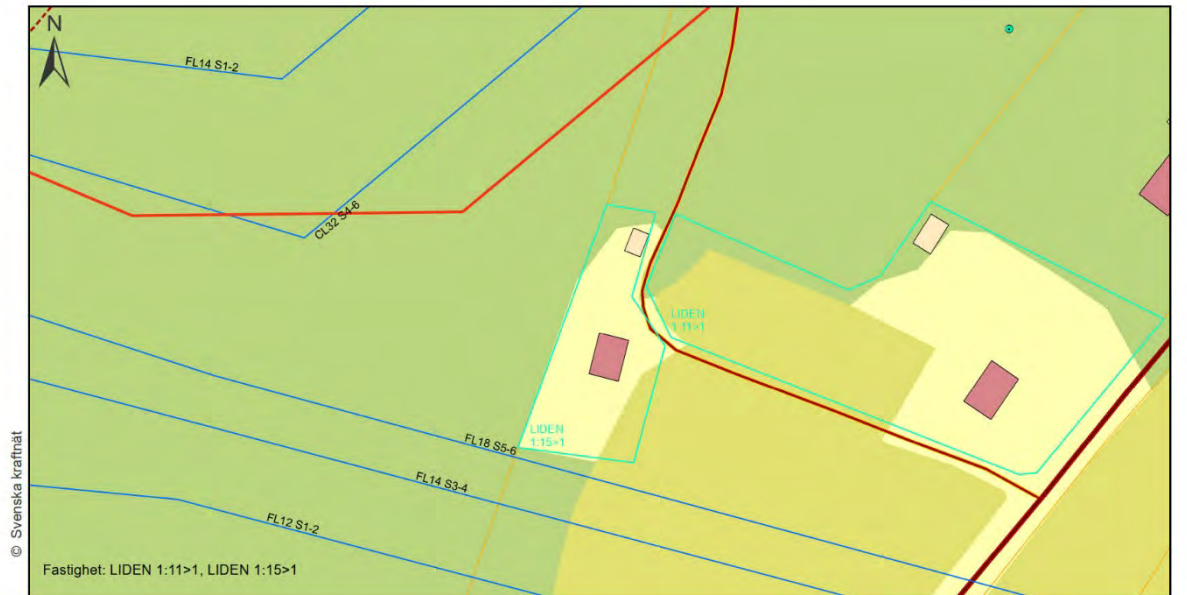 N
FL14 S1-2
CL32 S4-6
LIDEN
1:11>1
LIDEN
1:15>1
FL18 S5-6
FL14 S3-4
FL12 S1-2
Fastighet: LIDEN 1:11>1, LIDEN 1:15>1
© Svenska kraftnät